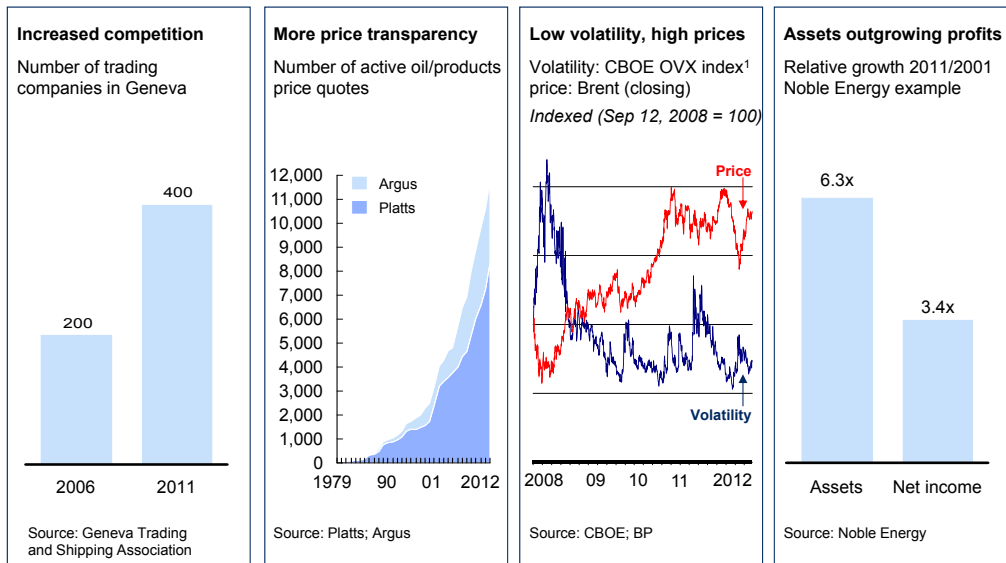 Increased competition
Number of trading
companies in Geneva
400
200
2006
2011
Source: Geneva Trading
and Shipping Association
More price transparency
Number of active oil/products
price quotes
12,000
11,000
10,000
9,000
8,000
7,000
6,000
5,000
4,000
3,000
2,000
1,000
0
Argus
Platts
1979
90
01
2012
Source: Platts; Argus
Low volatility, high prices
Volatility: CBOE OVX index¹
price: Brent (closing)
Indexed (Sep 12, 2008 = 100)
Price
Volatility
2008
09
10
11
2012
Source: CBOE; BP
Assets outgrowing profits
Relative growth 2011/2001
Noble Energy example
6.3x
3.4x
Assets
Net income
Source: Noble Energy